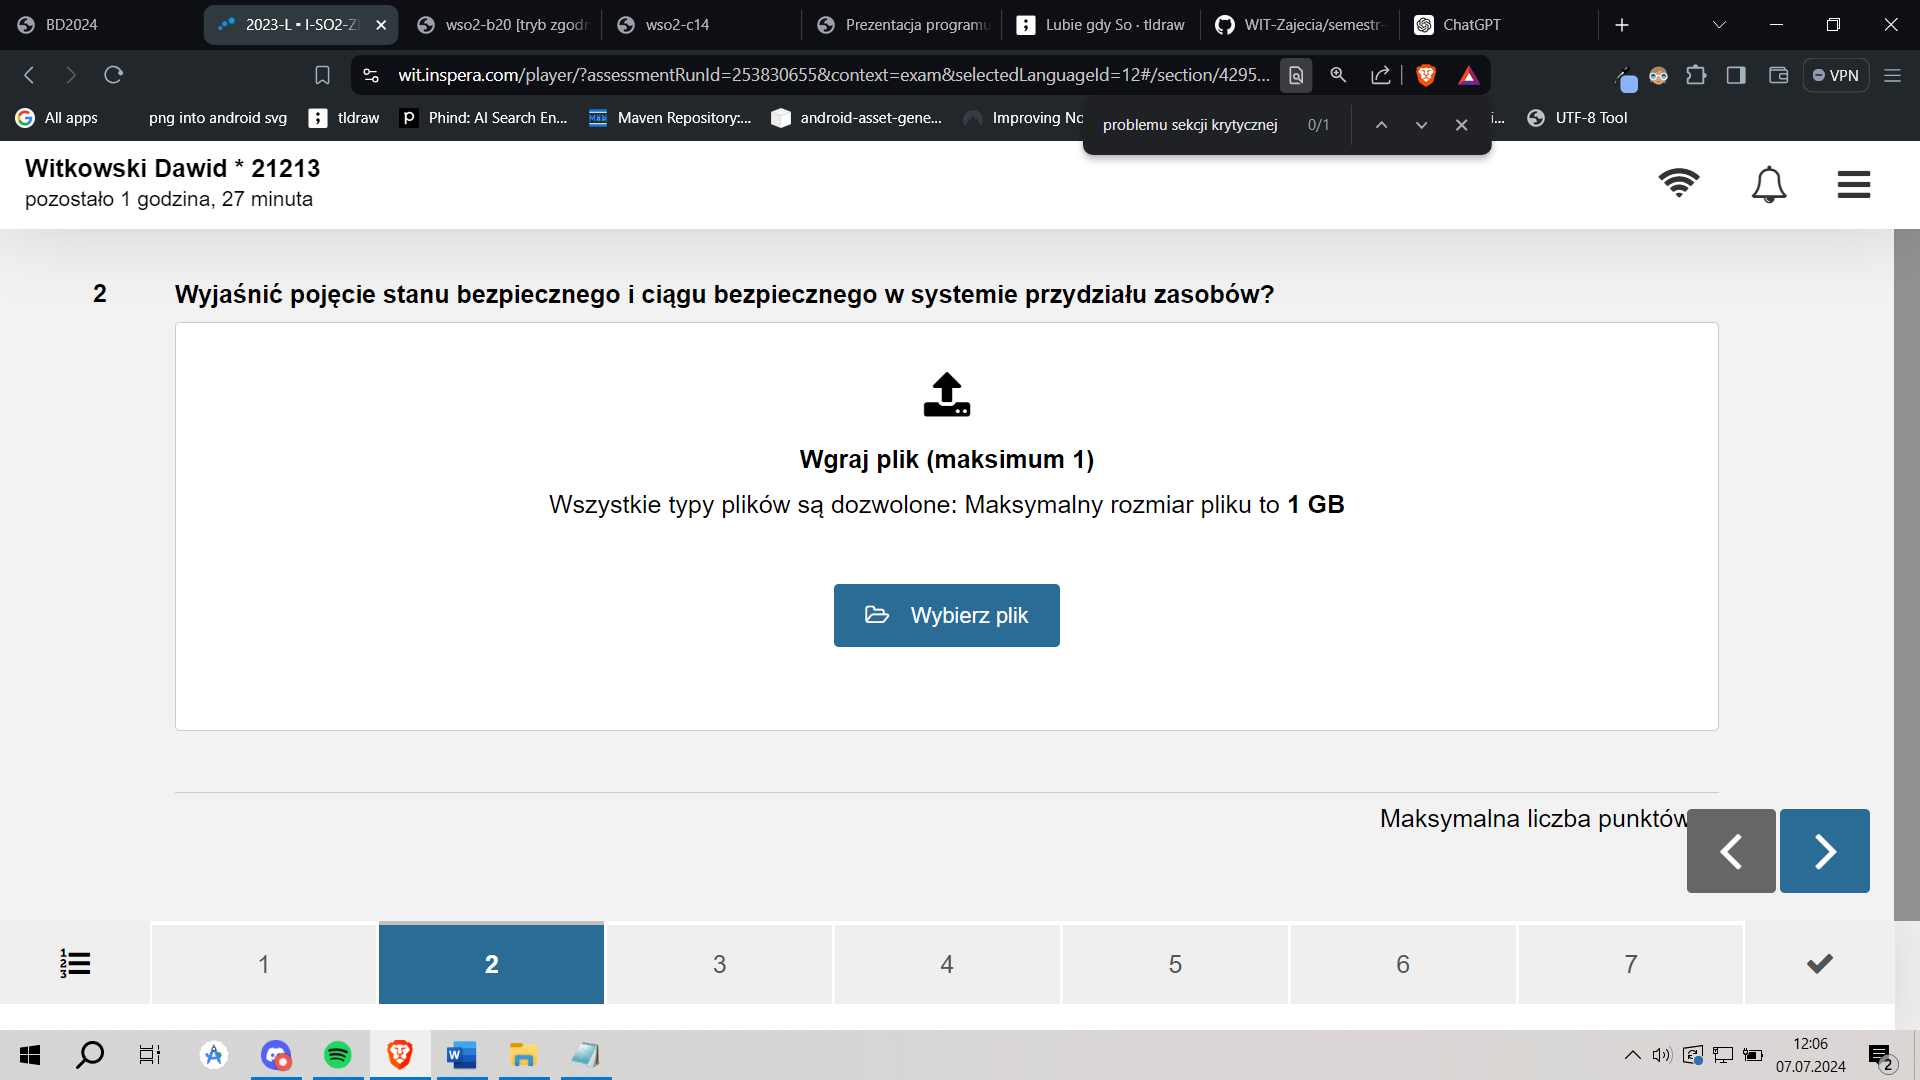 BD2024
2023-L • I-SO2-Z
wso2-b20 [tryb zgodn
wso2-c14
Prezentacja programu
Lubie gdy So · tldraw
WIT-Zajecia/semestr-
ChatGPT
wit.inspera.com/player/?assessmentRunId=253830655&context=exam&selectedLanguageId=12#/section/4295...
VPN
All apps
png into android svg
tldraw
Phind: AI Search En...
Maven Repository:...
android-asset-gene...
Improving No
i...
UTF-8 Tool
problemu sekcji krytycznej
0/1
Witkowski Dawid * 21213
pozostało 1 godzina, 27 minuta
2
Wyjaśnić pojęcie stanu bezpiecznego i ciągu bezpiecznego w systemie przydziału zasobów?
Wgraj plik (maksimum 1)
Wszystkie typy plików są dozwolone: Maksymalny rozmiar pliku to 1 GB
Wybierz plik
Maksymalna liczba punktów
1
2
3
4
5
6
7
12:06
07.07.2024
2